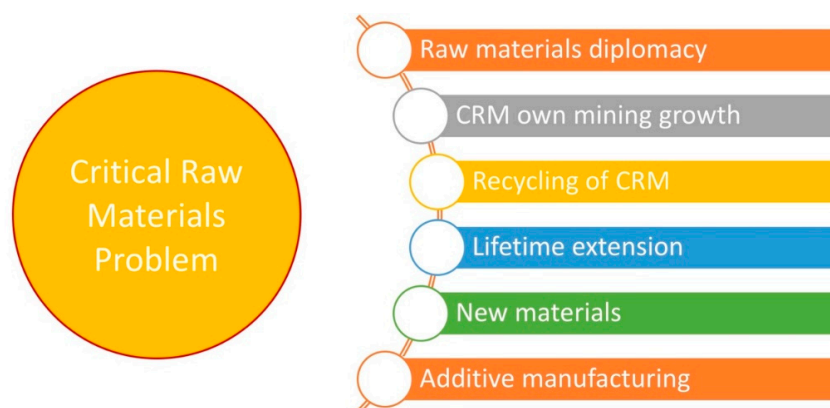 Critical Raw
Materials
Problem
Raw materials diplomacy
CRM own mining growth
Recycling of CRM
Lifetime extension
New materials
Additive manufacturing